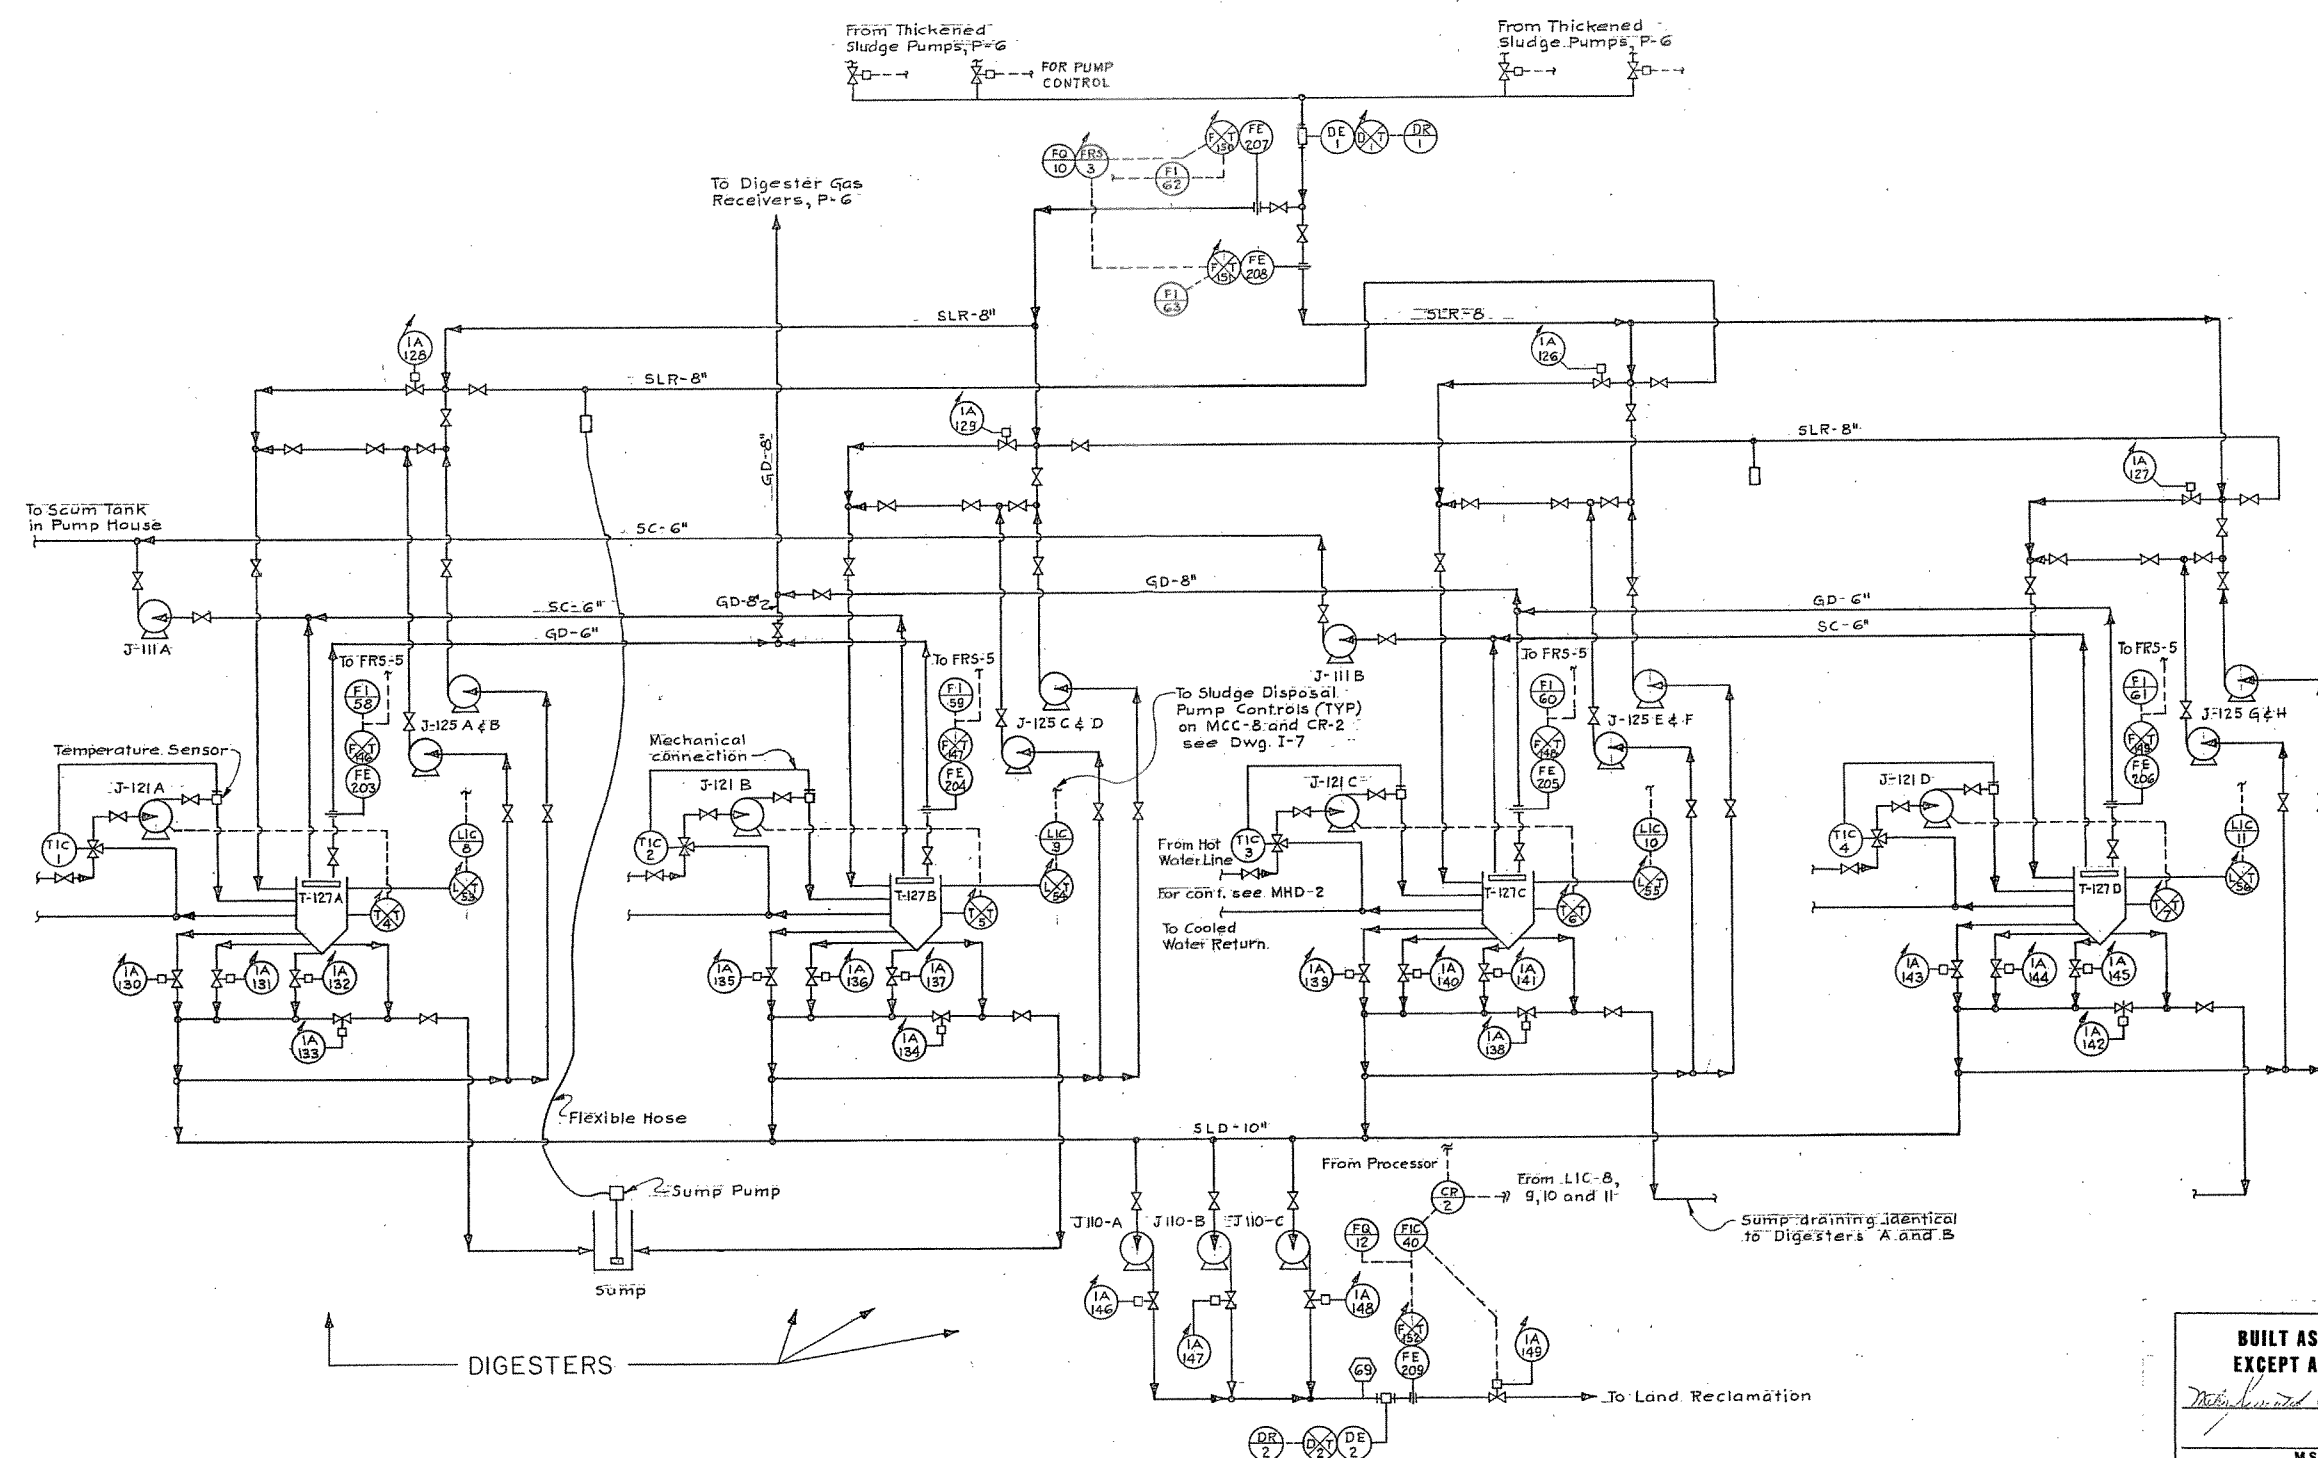 From Thickened
Sludge Pumps, P-6
FOR PUMP
CONTROL
From Thickened
Sludge Pumps, P-6
FQ
10
FRS
3
F T
150
FE
207
FI
62
DE
1
D T
1
DR
1
To Digester Gas
Receivers, P-6
F T
151
FE
208
FI
63
SLR-8"
SLR-8
IA
128
IA
126
SLR-8"
IA
129
SLR-8"
IA
127
GD-8"
To Scum Tank
in Pump House
SC-6"
GD-8"
GD-8"
SC-6"
GD-6"
GD-6"
SC-6"
J-111A
J-111B
To FRS-5
To FRS-5
To FRS-5
To FRS-5
FI
58
FI
59
FI
60
FI
61
J-125 A & B
J-125 C & D
J-125 E & F
J-125 G & H
To Sludge Disposal
Pump Controls (TYP)
on MCC-8 and CR-2
see Dwg. I-7
Temperature Sensor
Mechanical
connection
F T
146
FE
203
F T
147
FE
204
F T
148
FE
205
F T
149
FE
206
J-121 A
J-121 B
J-121 C
J-121 D
TIC
1
TIC
2
TIC
3
TIC
4
LIC
8
LIC
9
LIC
10
LIC
11
From Hot
Water Line
For cont. see MHD-2
To Cooled
Water Return.
T-127A
T-127B
T-127C
T-127D
L T
53
L T
54
L T
55
L T
56
T T
4
T T
5
T T
6
T T
7
IA
130
IA
131
IA
132
IA
133
IA
135
IA
136
IA
137
IA
134
IA
139
IA
140
IA
141
IA
138
IA
143
IA
144
IA
145
IA
142
Flexible Hose
SLD-10"
From Processor
CR
2
From LIC-8,
9,10 and 11
Sump Pump
J110-A
J110-B
J110-C
FQ
12
FIC
40
Sump draining identical
to Digesters A and B
Sump
IA
146
IA
147
IA
148
F T
152
FE
209
IA
149
69
DIGESTERS
To Land Reclamation
DR
2
D T
2
DE
2
BUILT AS
EXCEPT A
MS